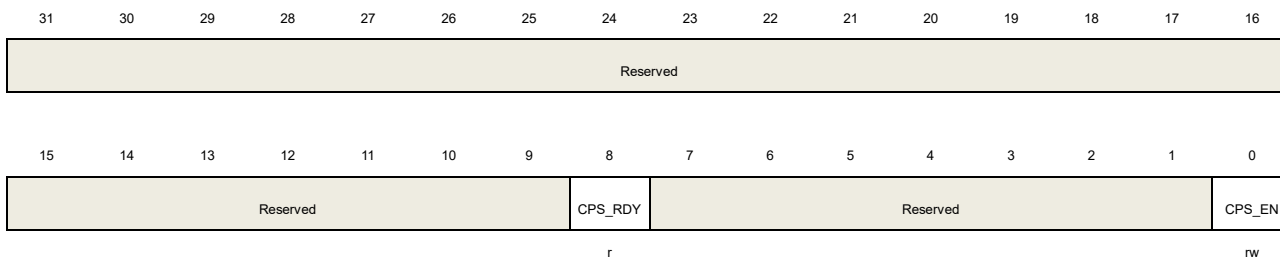 31 30 29 28 27 26 25 24 23 22 21 20 19 18 17 16
Reserved
15 14 13 12 11 10 9 8 7 6 5 4 3 2 1 0
Reserved CPS_RDY Reserved CPS_EN
r rw